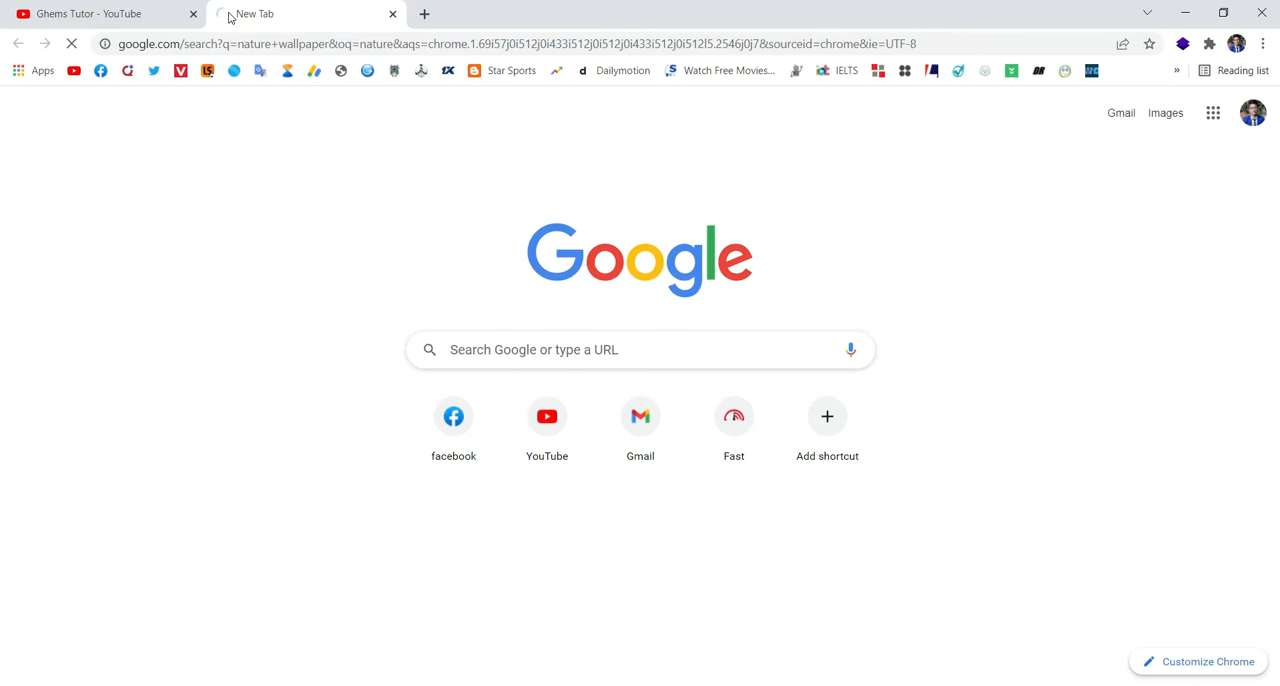 Ghems Tutor - YouTube
New Tab
google.com/search?q=nature+wallpaper&oq=nature&aqs=chrome.1.69i57j0i512j0i433i512j0i512j0i433i512j0i512l5.2546j0j7&sourceid=chrome&ie=UTF-8
Apps
Star Sports
Dailymotion
Watch Free Movies...
IELTS
»
Reading list
Gmail
Images
Google
Search Google or type a URL
facebook
YouTube
Gmail
Fast
Add shortcut
Customize Chrome